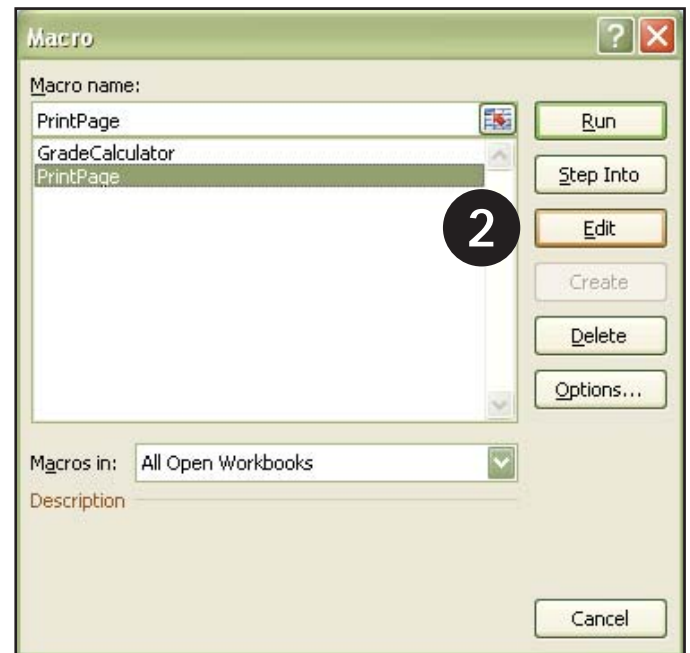 Macro
?
Macro name:
PrintPage
Run
GradeCalculator
PrintPage
Step Into
2
Edit
Create
Delete
Options...
Macros in: All Open Workbooks
Description
Cancel